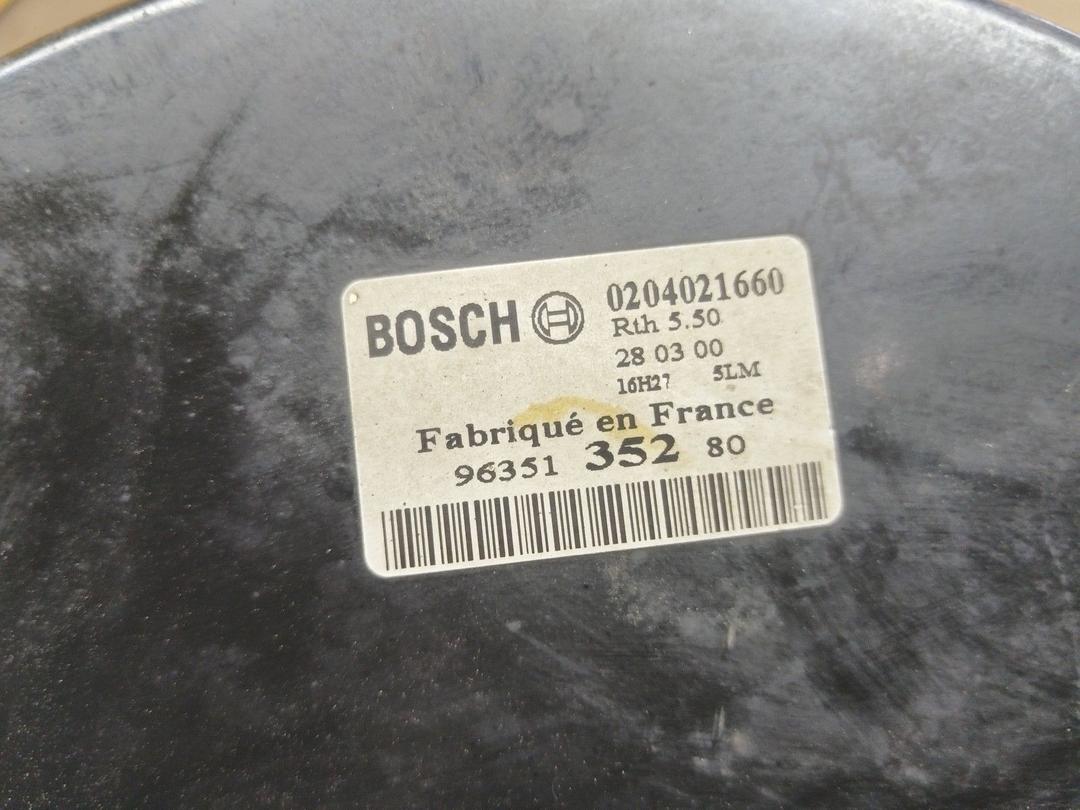 BOSCH 0204021660
Rth 5.50
28 03 00
16H27 5LM
Fabriqué en France
96351 352 80